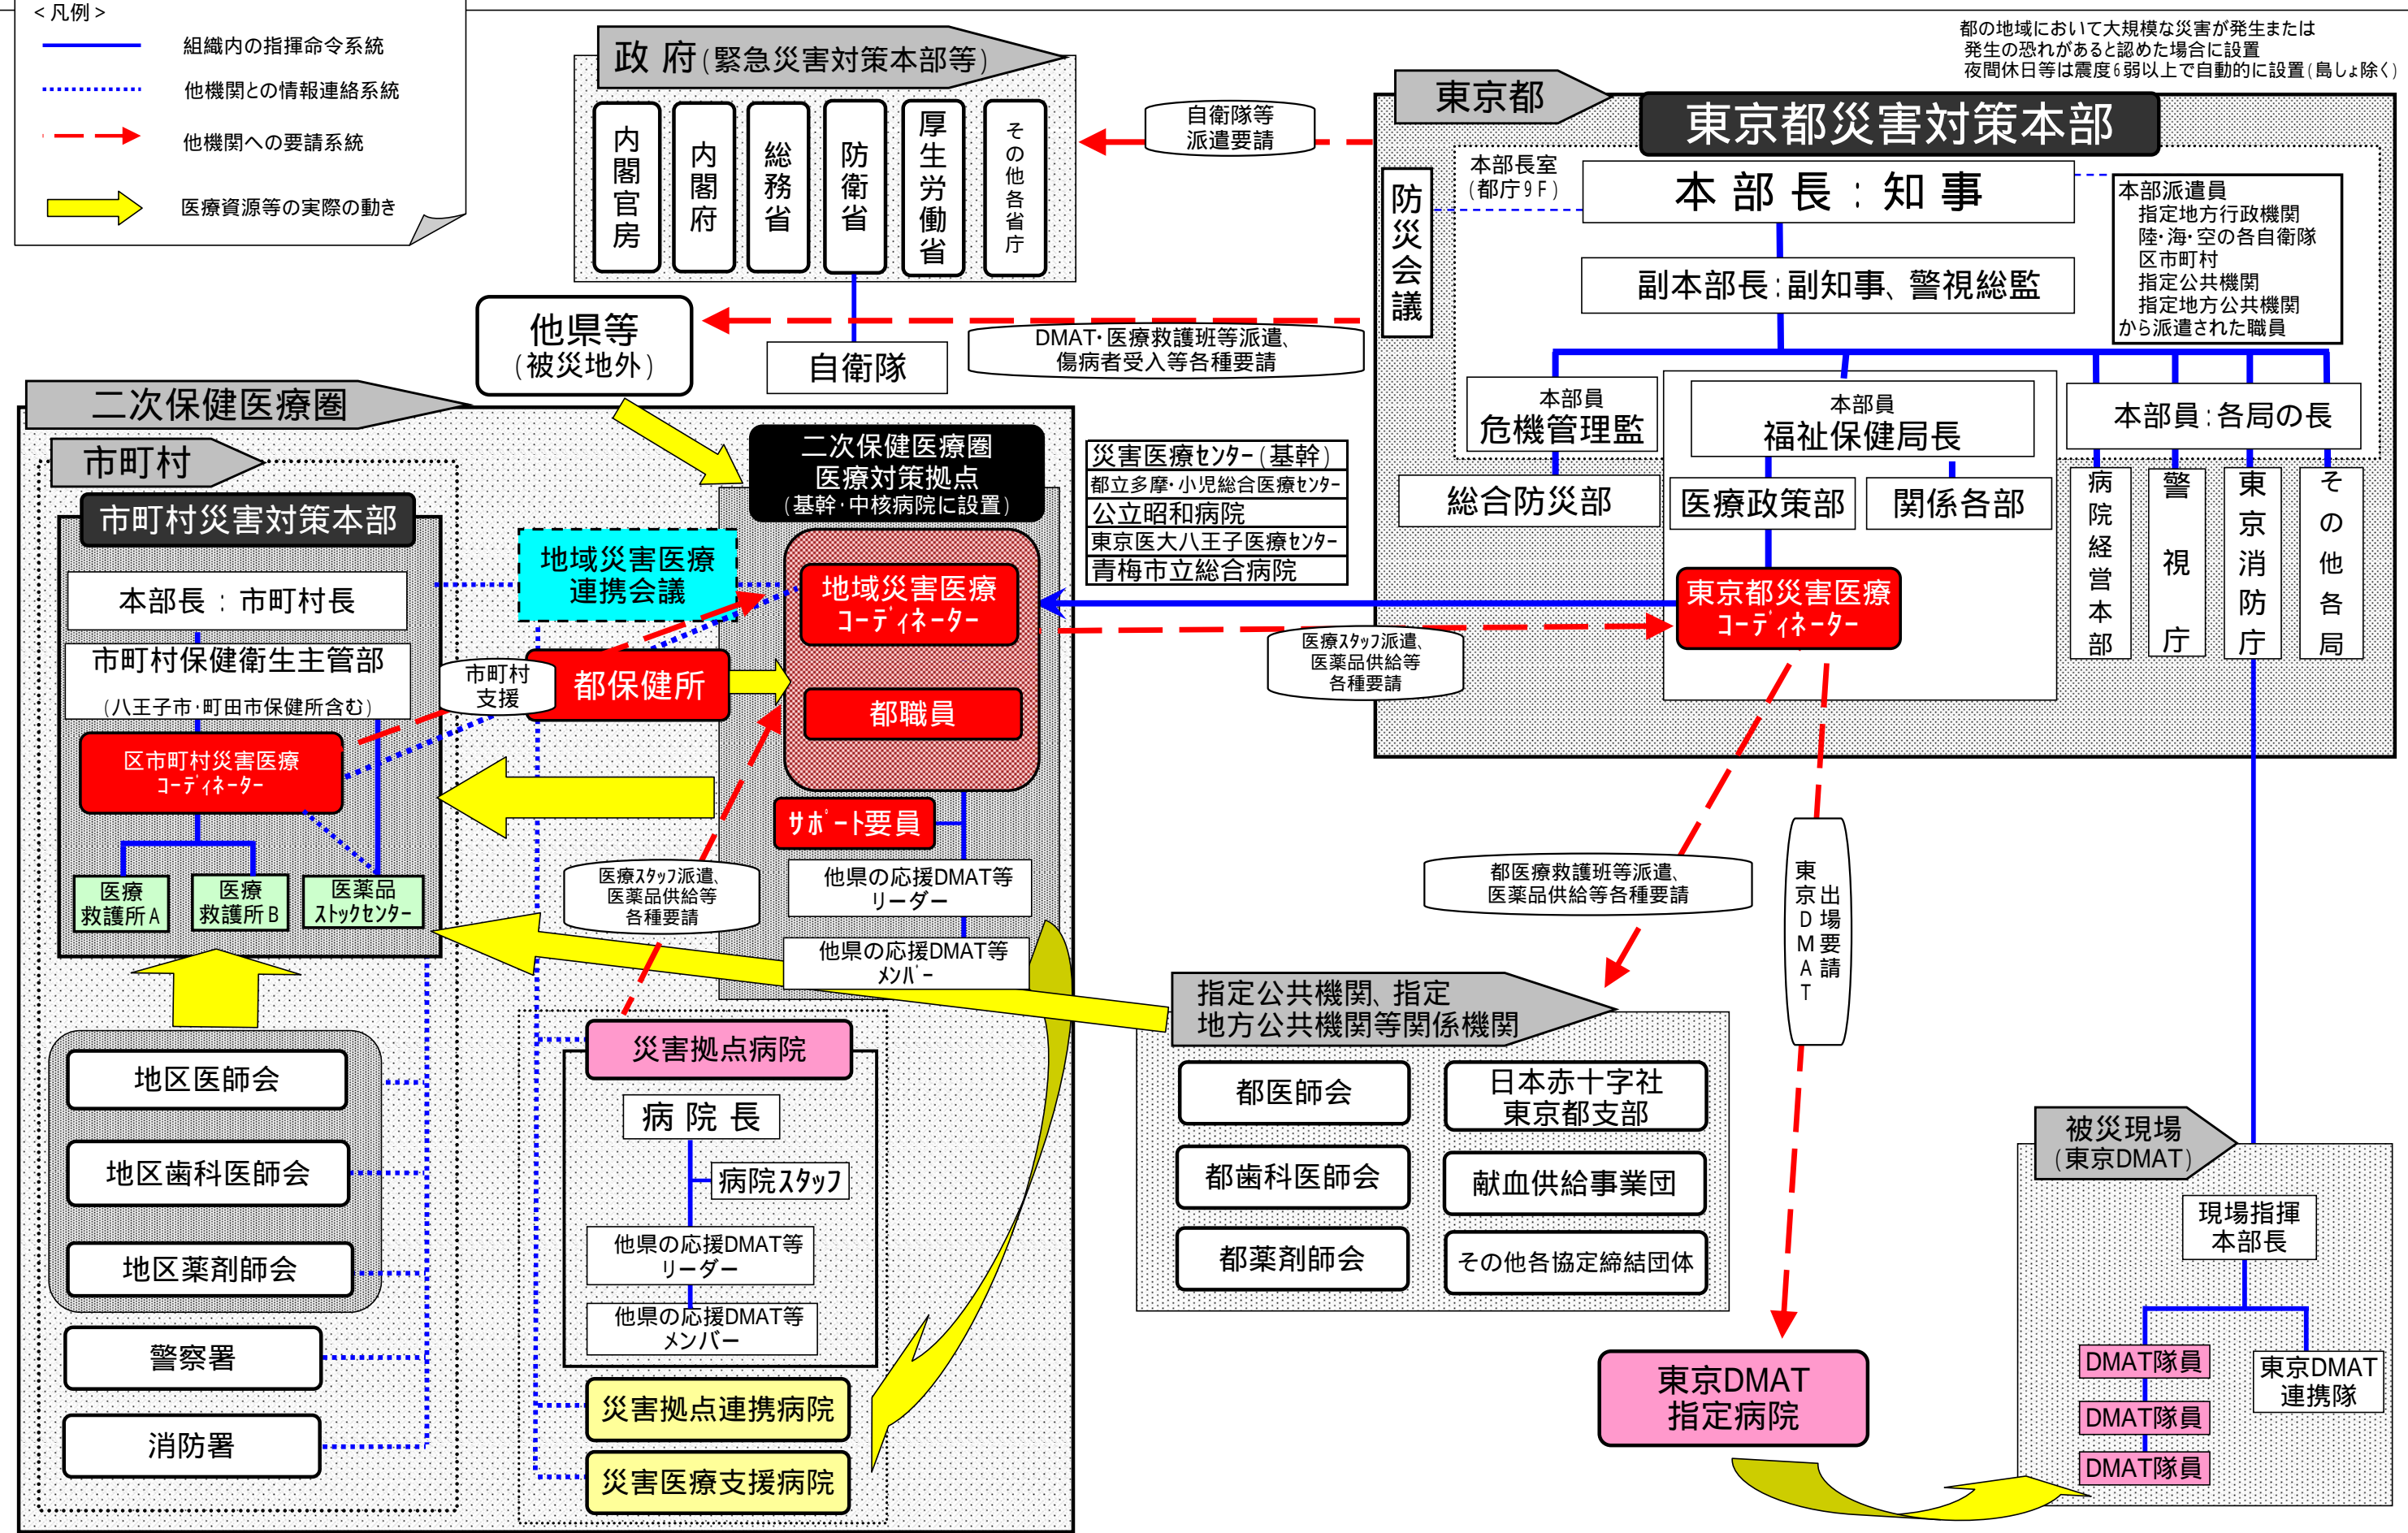 ＜凡例＞
組織内の指揮命令系統
他機関との情報連絡系統
他機関への要請系統
医療資源等の実際の動き
政 府(緊急災害対策本部等)
内閣官房
内閣府
総務省
防衛省
厚生労働省
その他各省庁
自衛隊
他県等
(被災地外)
自衛隊等
派遣要請
DMAT・医療救護班等派遣、
傷病者受入等各種要請
都の地域において大規模な災害が発生または
発生の恐れがあると認めた場合に設置
夜間休日等は震度6弱以上で自動的に設置(島しょ除く)
東京都
東京都災害対策本部
防災会議
本部長室
(都庁9F)
本 部 長 : 知 事
本部派遣員
指定地方行政機関
陸・海・空の各自衛隊
区市町村
指定公共機関
指定地方公共機関
から派遣された職員
副本部長:副知事、警視総監
本部員
危機管理監
本部員
福祉保健局長
本部員:各局の長
総合防災部
医療政策部
関係各部
病院経営本部
警視庁
東京消防庁
その他各局
東京都災害医療
コーディネーター
二次保健医療圏
市町村
市町村災害対策本部
本部長 : 市町村長
市町村保健衛生主管部
(八王子市・町田市保健所含む)
区市町村災害医療
コーディネーター
医療
救護所A
医療
救護所B
医薬品
ストックセンター
地区医師会
地区歯科医師会
地区薬剤師会
警察署
消防署
地域災害医療
連携会議
市町村
支援
都保健所
二次保健医療圏
医療対策拠点
(基幹・中核病院に設置)
地域災害医療
コーディネーター
都職員
サポート要員
他県の応援DMAT等
リーダー
他県の応援DMAT等
メンバー
災害医療センター(基幹)
都立多摩・小児総合医療センター
公立昭和病院
東京医大八王子医療センター
青梅市立総合病院
医療スタッフ派遣、
医薬品供給等
各種要請
医療スタッフ派遣、
医薬品供給等
各種要請
災害拠点病院
病 院 長
病院スタッフ
他県の応援DMAT等
リーダー
他県の応援DMAT等
メンバー
災害拠点連携病院
災害医療支援病院
都医療救護班等派遣、
医薬品供給等各種要請
東京DMAT
出場要請
指定公共機関、指定
地方公共機関等関係機関
都医師会
日本赤十字社
東京都支部
都歯科医師会
献血供給事業団
都薬剤師会
その他各協定締結団体
東京DMAT
指定病院
被災現場
(東京DMAT)
現場指揮
本部長
DMAT隊員
DMAT隊員
DMAT隊員
東京DMAT
連携隊